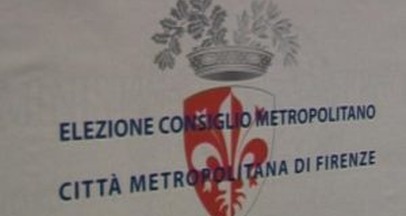 ELEZIONE CONSIGLIO METROPOLITANO
CITTÀ METROPOLITANA DI FIRENZE